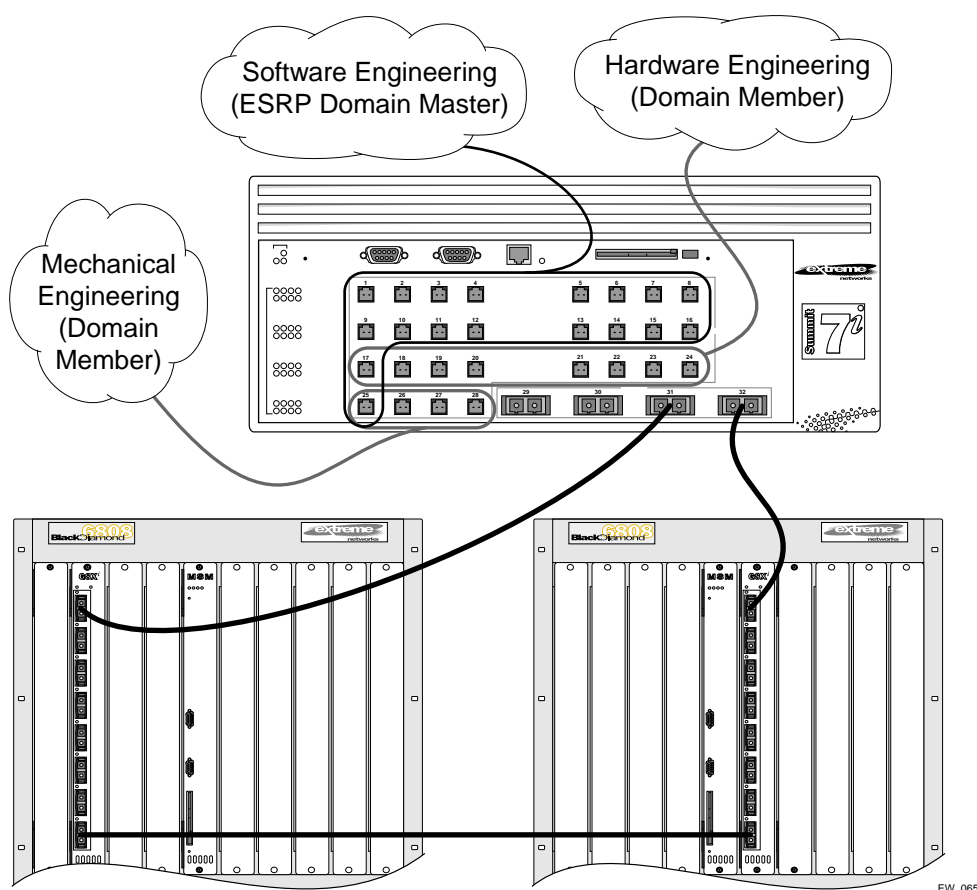 Software Engineering
(ESRP Domain Master)
Hardware Engineering
(Domain Member)
Mechanical
Engineering
(Domain
Member)
1 2 3 4 5 6 7 8
9 10 11 12 13 14 15 16
17 18 19 20 21 22 23 24
25 26 27 28 29 30 31 32
extreme
networks
Summit
7i
6808
BlackDiamond
extreme
networks
6808
BlackDiamond
extreme
networks
G8X
MSM
MSM
G8X
EW_065